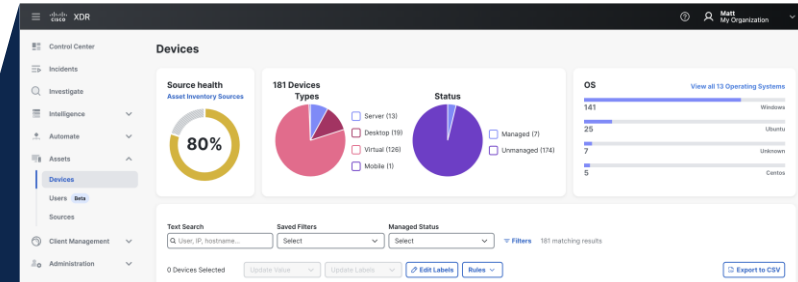 CISCO XDR
Matt
My Organization
Control Center
Incidents
Investigate
Intelligence
Automate
Assets
Devices
Users Beta
Sources
Client Management
Administration
Devices
Source health
Asset Inventory Sources
80%
181 Devices
Types
Server (13)
Desktop (19)
Virtual (126)
Mobile (1)
Status
Managed (7)
Unmanaged (174)
OS
View all 13 Operating Systems
141 Windows
25 Ubuntu
7 Unknown
5 Centos
Text Search
Saved Filters
Managed Status
User, IP, hostname...
Select
Select
Filters
181 matching results
0 Devices Selected
Update Value
Update Labels
Edit Labels
Rules
Export to CSV